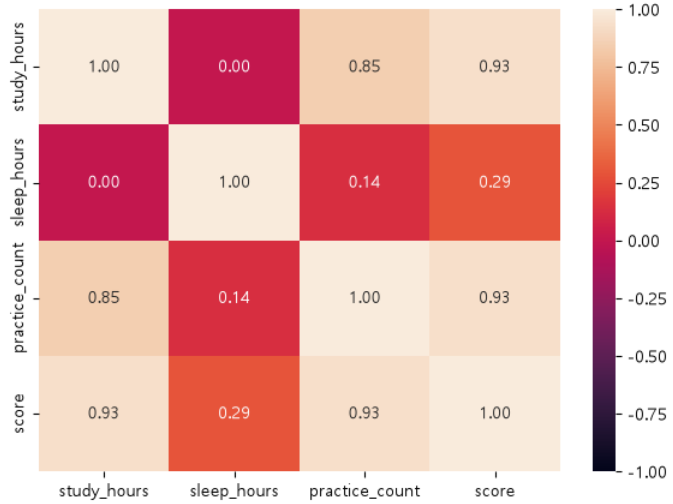 study_hours 1.00 0.00 0.85 0.93
sleep_hours 0.00 1.00 0.14 0.29
practice_count 0.85 0.14 1.00 0.93
score 0.93 0.29 0.93 1.00
study_hours sleep_hours practice_count score
1.00
0.75
0.50
0.25
0.00
-0.25
-0.50
-0.75
-1.00